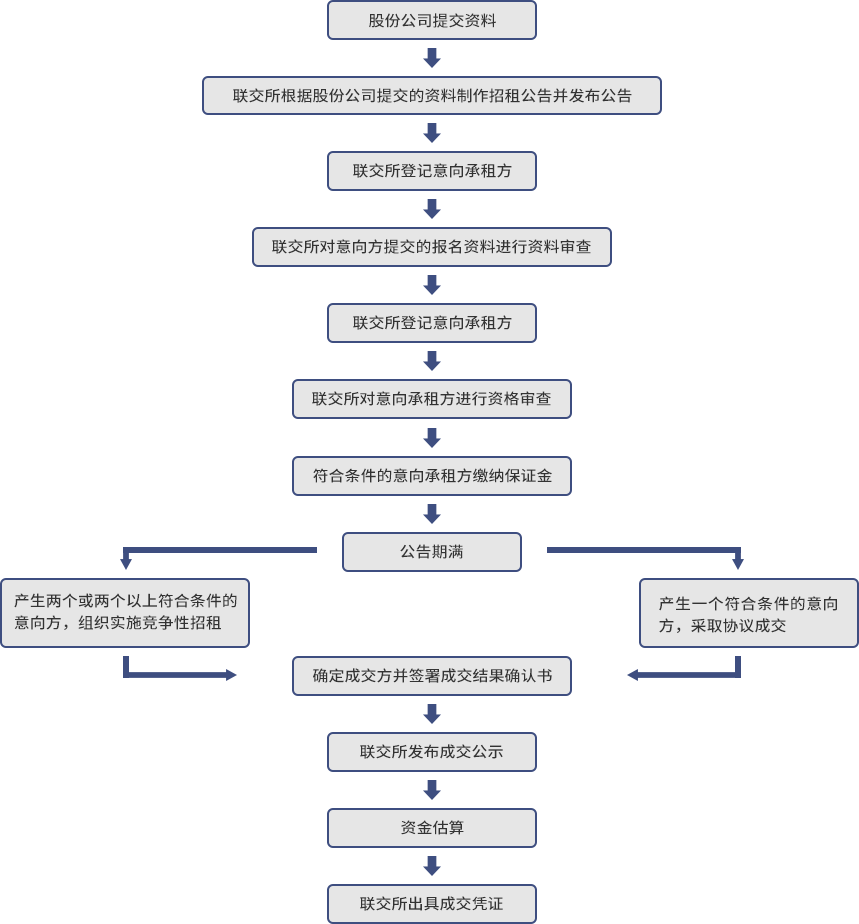 股份公司提交资料
联交所根据股份公司提交的资料制作招租公告并发布公告
联交所登记意向承租方
联交所对意向方提交的报名资料进行资料审查
联交所登记意向承租方
联交所对意向承租方进行资格审查
符合条件的意向承租方缴纳保证金
公告期满
产生两个或两个以上符合条件的
意向方，组织实施竞争性招租
产生一个符合条件的意向
方，采取协议成交
确定成交方并签署成交结果确认书
联交所发布成交公示
资金估算
联交所出具成交凭证